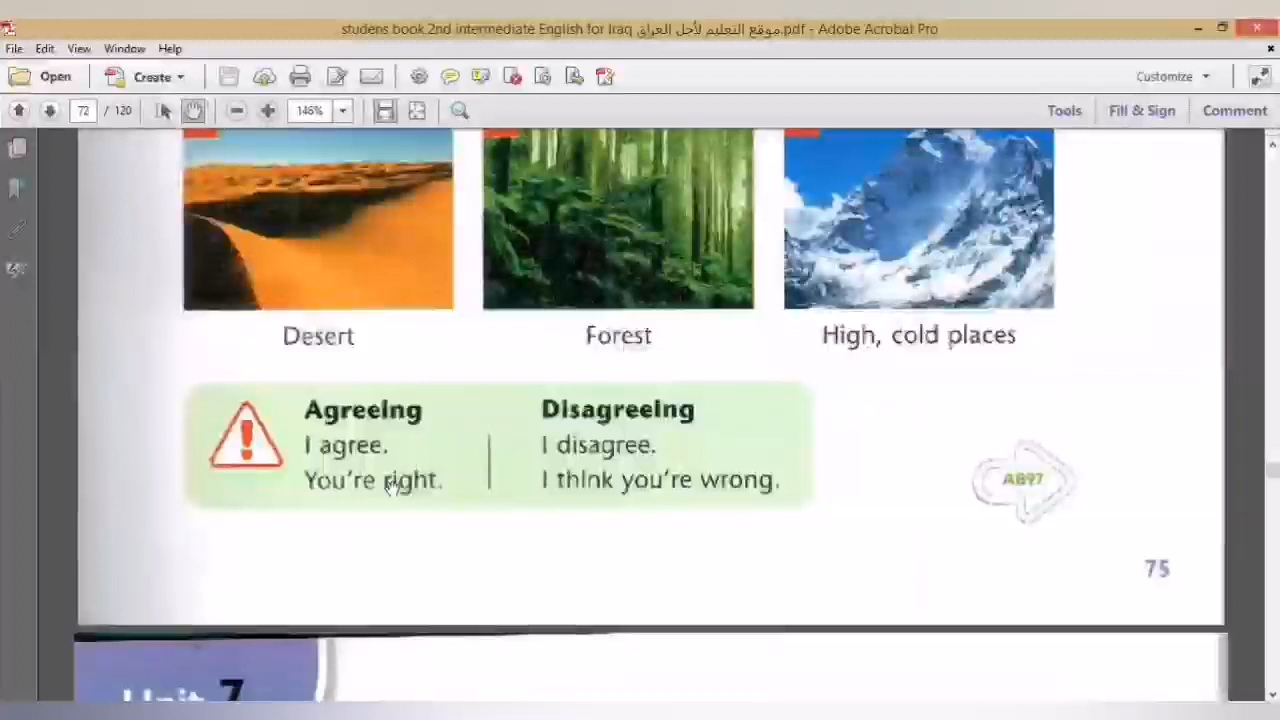 studens book 2nd intermediate English for Iraq موقع التعليم لأجل العراق.pdf - Adobe Acrobat Pro
File Edit View Window Help
Open Create Customize
72 / 120 146% Tools Fill & Sign Comment
Desert Forest High, cold places
Agreeing Disagreeing
I agree. I disagree.
You're right. I think you're wrong.
AB97
75
Unit 7